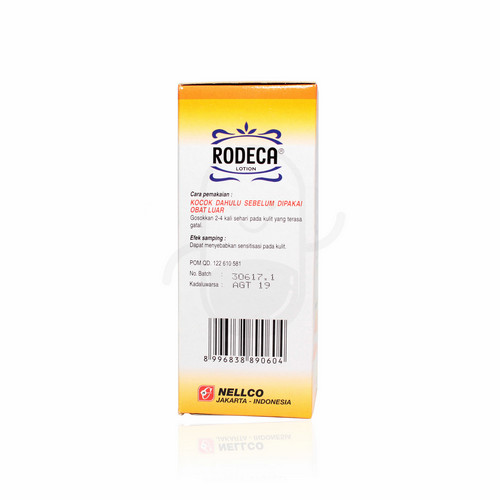 RODECA®
LOTION
Cara pemakaian :
KOCOK DAHULU SEBELUM DIPAKAI
OBAT LUAR
Gosokkan 2-4 kali sehari pada kulit yang terasa
gatal.
Efek samping :
Dapat menyebabkan sensitisasi pada kulit.
POM QD. 122 610 581
No. Batch : 30617.1
Kadaluwarsa : AGT 19
8 996838 890604
NELLCO
JAKARTA - INDONESIA